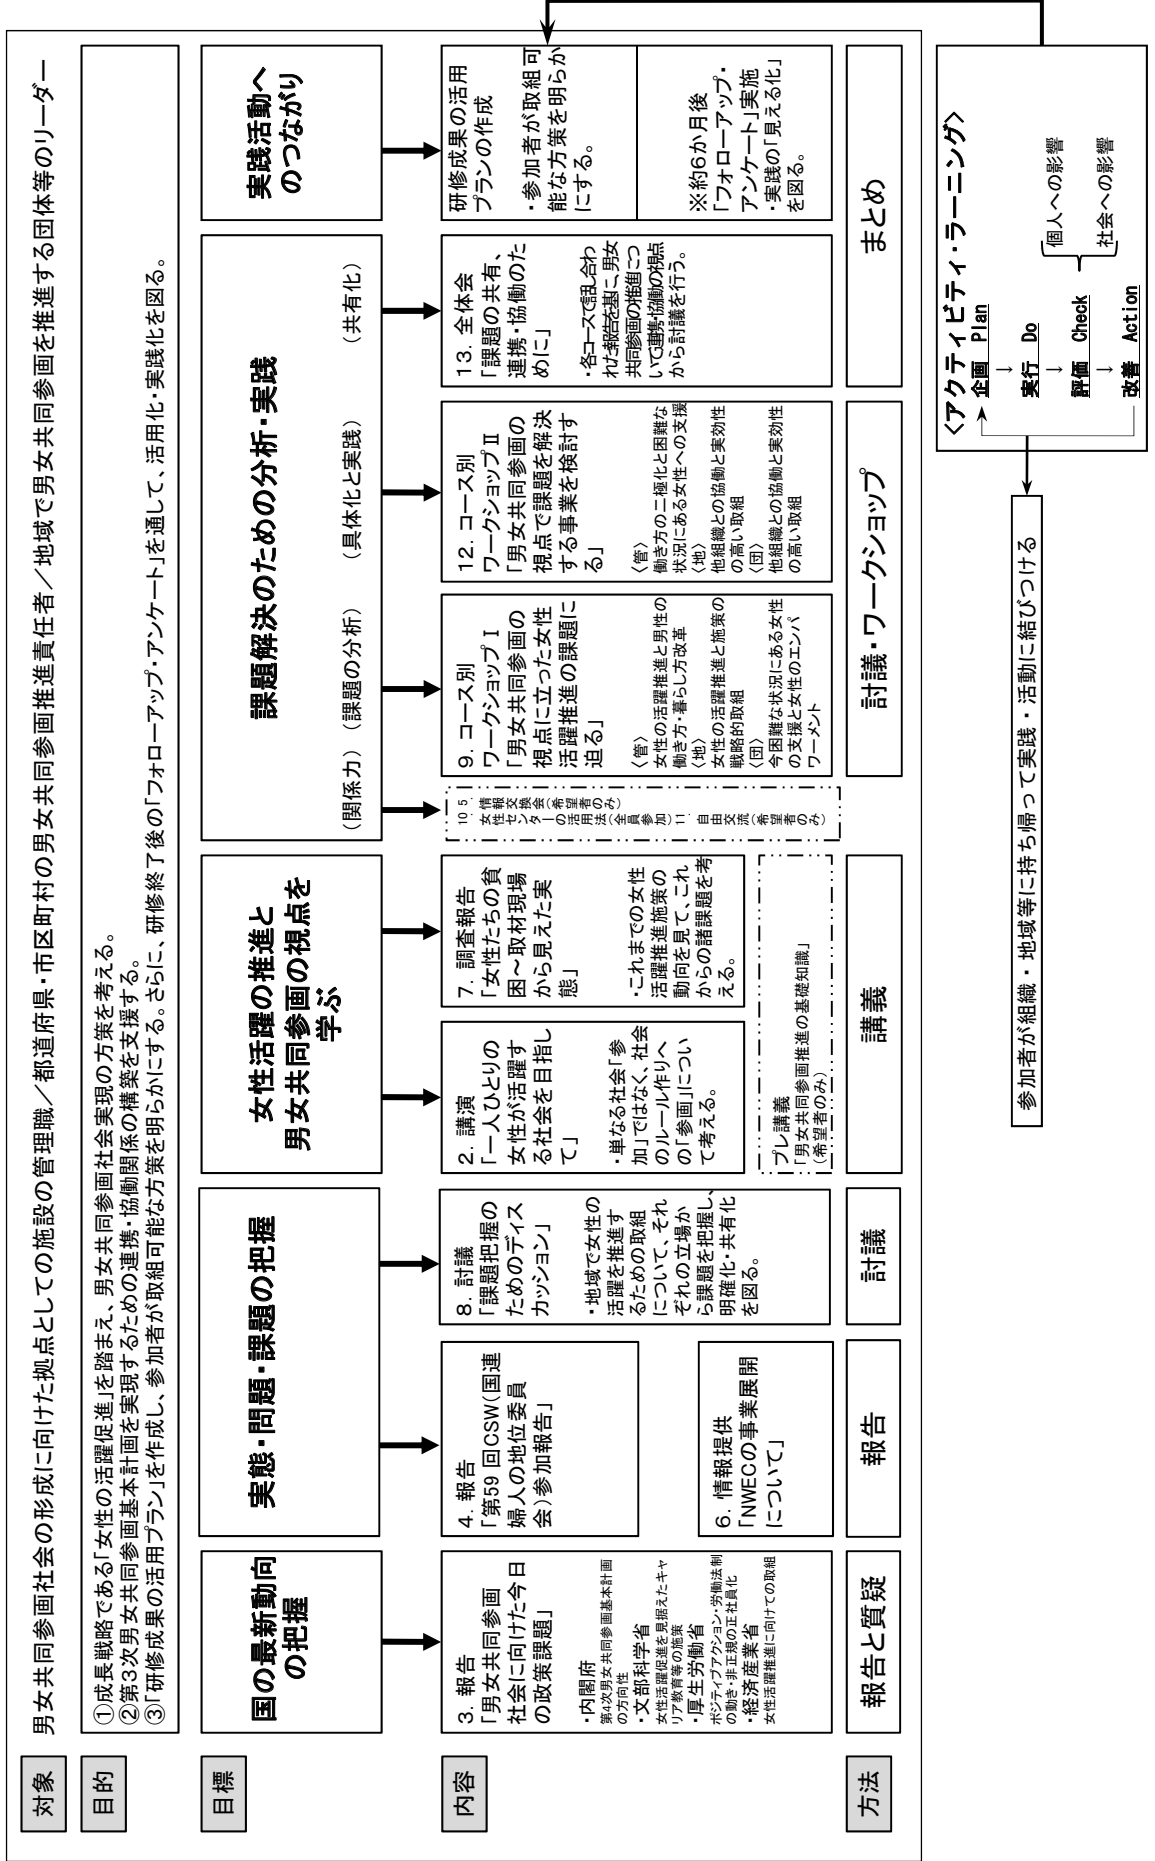 対象
男女共同参画社会の形成に向けた拠点としての施設の管理職／都道府県・市区町村の男女共同参画推進責任者／地域で男女共同参画を推進する団体等のリーダー
目的
①成長戦略である「女性の活躍促進」を踏まえ、男女共同参画社会実現の方策を考える。
②第3次男女共同参画基本計画を実現するための連携・協働関係の構築を支援する。
③「研修成果の活用プラン」を作成し、参加者が取組可能な方策を明らかにする。さらに、研修終了後の「フォローアップ・アンケート」を通して、活用化・実践化を図る。
目標
国の最新動向
の把握
実態・問題・課題の把握
女性活躍の推進と
男女共同参画の視点を
学ぶ
課題解決のための分析・実践
（関係力）（課題の分析）
（具体化と実践）
（共有化）
実践活動へ
のつながり
内容
3. 報告
「男女共同参画
社会に向けた今日
の政策課題」
・内閣府
第4次男女共同参画基本計画
の方向性
・文部科学省
女性活躍促進を見据えたキャ
リア教育等の施策
・厚生労働省
ポジティブアクション・労働法制
の動き・非正規の正社員化
・経済産業省
女性活躍推進に向けての取組
4. 報告
「第59 回CSW（国連
婦人の地位委員
会）参加報告」
6. 情報提供
「NWECの事業展開
について」
8. 討議
「課題把握の
ためのディス
カッション」
・地域で女性の
活躍を推進す
るための取組
について、それ
ぞれの立場か
ら課題を把握し、
明確化・共有化
を図る。
2. 講演
「一人ひとりの
女性が活躍す
る社会を目指し
て」
・単なる社会「参
加」ではなく、社会
のルール作りへ
の「参画」につい
て考える。
7. 調査報告
「女性たちの貧
困～取材現場
から見えた実
態」
・これまでの女性
活躍推進施策の
動向を見て、これ
からの諸課題を考
える。
プレ講義
「男女共同参画推進の基礎知識」
（希望者のみ）
5. 女性センターの活用法（全員参加）
10. 情報交換会（希望者のみ）
11. 自由交流（希望者のみ）
9. コース別
ワークショップⅠ
「男女共同参画の
視点に立った女性
活躍推進の課題に
迫る」
〈管〉
女性の活躍推進と男性の
働き方・暮らし方改革
〈地〉
女性の活躍推進と施策の
戦略的取組
〈団〉
今困難な状況にある女性
の支援と女性のエンパ
ワーメント
12. コース別
ワークショップⅡ
「男女共同参画の
視点で課題を解決
する事業を検討す
る」
〈管〉
働き方の二極化と困難な
状況にある女性への支援
〈地〉
他組織との協働と実効性
の高い取組
〈団〉
他組織との協働と実効性
の高い取組
13. 全体会
「課題の共有、
連携・協働のた
めに」
・各コースで話し合わ
れた報告を基に、男女
共同参画の推進につ
いて連携・協働の視点
から討議を行う。
研修成果の活用
プランの作成
・参加者が取組可
能な方策を明らか
にする。
※約6か月後
「フォローアップ・
アンケート」実施
・実践の「見える化」
を図る。
方法
報告と質疑
報告
討議
講義
討議・ワークショップ
まとめ
参加者が組織・地域等に持ち帰って実践・活動に結びつける
＜アクティビティ・ラーニング＞
企画 Plan
↓
実行 Do
↓
評価 Check
↓
改善 Action
個人への影響
社会への影響